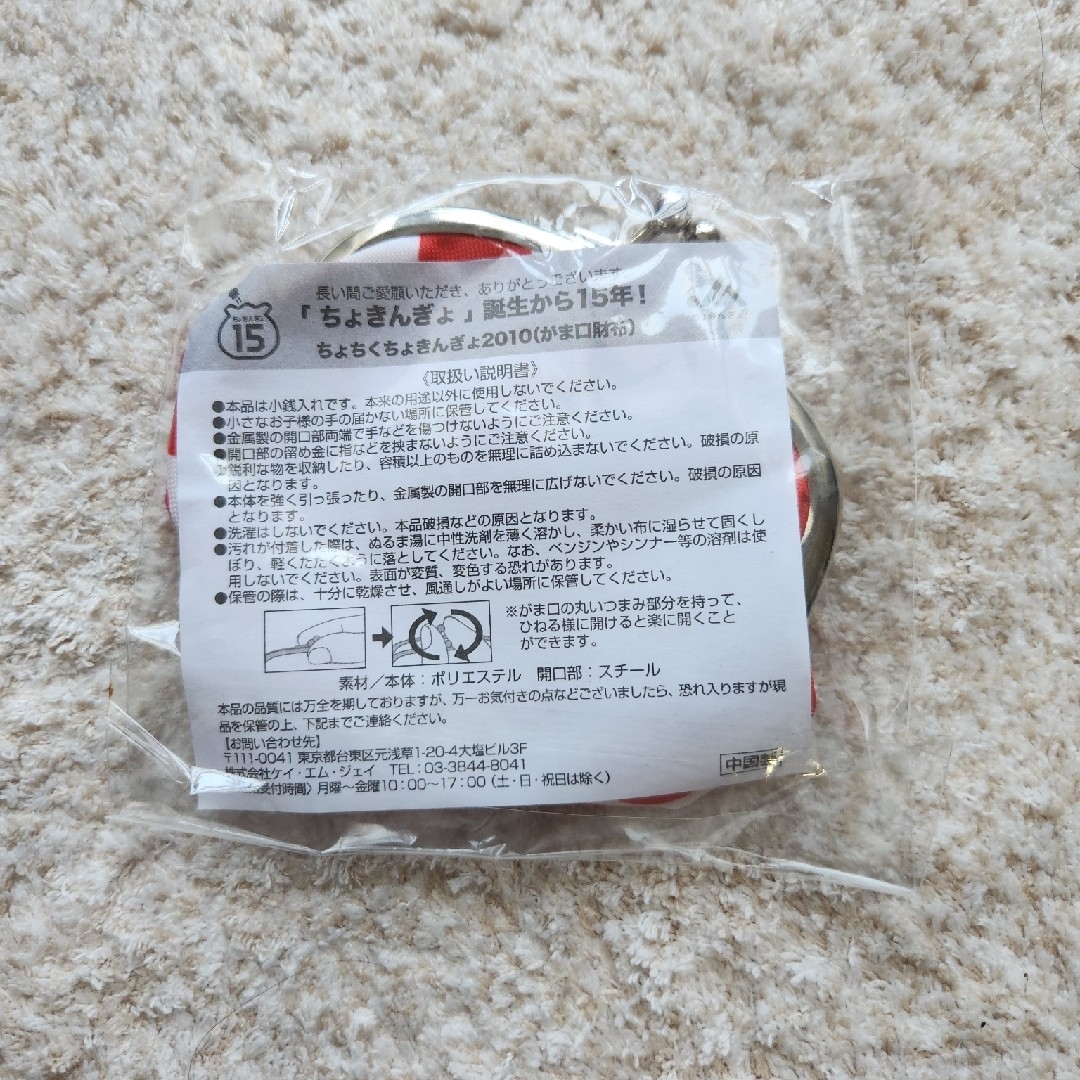 長い間ご愛顧いただき、ありがとうございます
「ちょきんぎょ」誕生から15年!
15
ちょちくちょきんぎょ2010(がま口財布)
《取扱い説明書》
●本品は小銭入れです。本来の用途以外に使用しないでください。
●小さなお子様の手の届かない場所に保管してください。
●金属製の開口部両端で手などを傷つけないようにご注意ください。
●開口部の留め金に指などを挟まないようにご注意ください。
●鋭利な物を収納したり、容積以上のものを無理に詰め込まないでください。破損の原
因となります。
●本体を強く引っ張ったり、金属製の開口部を無理に広げないでください。破損の原因
となります。
●洗濯はしないでください。本品破損などの原因となります。
●汚れが付着した際は、ぬるま湯に中性洗剤を薄く溶かし、柔かい布に湿らせて固くし
ぼり、軽くたたくように落としてください。なお、ベンジンやシンナー等の溶剤は使
用しないでください。表面が変質、変色する恐れがあります。
●保管の際は、十分に乾燥させ、風通しがよい場所に保管してください。
※がま口の丸いつまみ部分を持って、
ひねる様に開けると楽に開くこと
ができます。
素材/本体:ポリエステル 開口部:スチール
本品の品質には万全を期しておりますが、万一お気付きの点などございましたら、恐れ入りますが現
品を保管の上、下記までご連絡ください。
【お問い合わせ先】
〒111-0041 東京都台東区元浅草1-20-4大塩ビル3F
株式会社ケイ・エム・ジェイ TEL:03-3844-8041
受付時間〉月曜～金曜10:00～17:00(土・日・祝日は除く)
中国製